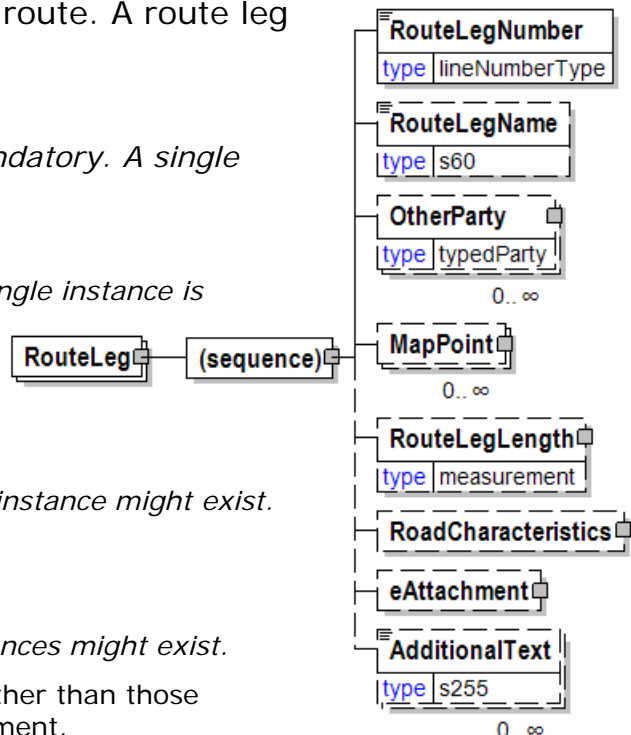 route. A route leg
ndatory. A single
ngle instance is
instance might exist.
nces might exist.
ther than those
ment.
RouteLeg
(sequence)
RouteLegNumber
type lineNumberType
RouteLegName
type s60
OtherParty
type typedParty
0.. ∞
MapPoint
0.. ∞
RouteLegLength
type measurement
RoadCharacteristics
eAttachment
AdditionalText
type s255
0.. ∞